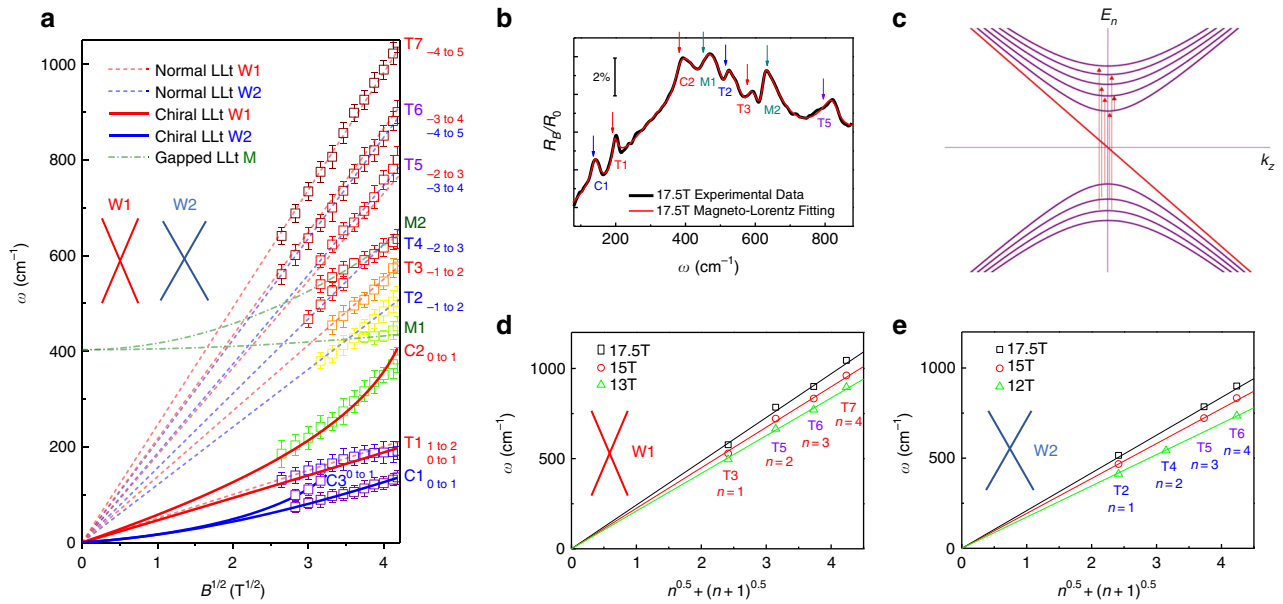 a
1000
800
600
400
200
0
ω (cm⁻¹)
0 1 2 3 4
B^1/2 (T^1/2)
Normal LLt W1
Normal LLt W2
Chiral LLt W1
Chiral LLt W2
Gapped LLt M
W1 W2
T7
–4 to 5
T6
–3 to 4
–4 to 5
T5
–2 to 3
–3 to 4
M2
T4
–2 to 3
T3
–1 to 2
T2
–1 to 2
M1
C2
0 to 1
T1
1 to 2
0 to 1
C3
0 to 1
C1
0 to 1
b
2%
R_B/R_0
C1
T1
C2
M1
T2
T3
M2
T5
17.5T Experimental Data
17.5T Magneto-Lorentz Fitting
200 400 600 800
ω (cm⁻¹)
c
E_n
k_z
d
17.5T
15T
13T
1000
500
0
ω (cm⁻¹)
W1
T3
n = 1
T5
n = 2
T6
n = 3
T7
n = 4
0 1 2 3 4
n^0.5 + (n + 1)^0.5
e
17.5T
15T
12T
1000
500
0
ω (cm⁻¹)
W2
T2
n = 1
T4
n = 2
T5
n = 3
T6
n = 4
0 1 2 3 4
n^0.5 + (n + 1)^0.5